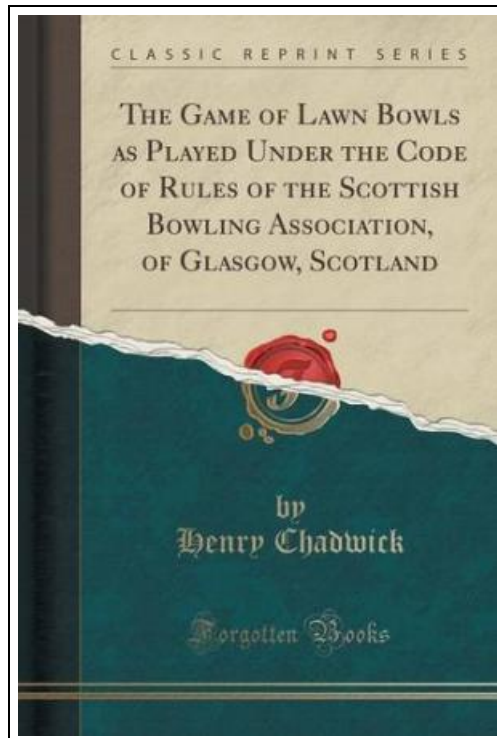 CLASSIC REPRINT SERIES
THE GAME OF LAWN BOWLS
AS PLAYED UNDER THE CODE
OF RULES OF THE SCOTTISH
BOWLING ASSOCIATION,
OF GLASGOW, SCOTLAND
by
Henry Chadwick
Forgotten Books